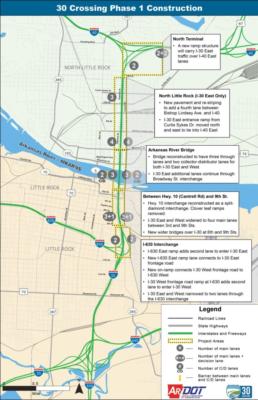 30 Crossing Phase 1 Construction
North Terminal
• A new ramp structure
will carry I-30 East
traffic over I-40 East
lanes
NORTH LITTLE ROCK
North Little Rock (I-30 East Only)
• New pavement and re-striping
to add a fourth lane between
Bishop Lindsey Ave. and I-40.
• I-30 East entrance ramp from
Curtis Sykes Dr. moved north
and east to tie into I-40 East
Arkansas River Bridge
• Bridge reconstructed to have three through
lanes and two collector distributor lanes for
both I-30 East and West
• I-30 East additional lanes continue through
Broadway St. interchange
Arkansas River
LITTLE ROCK
Between Hwy. 10 (Cantrell Rd) and 9th St.
• Hwy. 10 interchange reconstructed as a split-
diamond interchange. Clover leaf ramps
removed
• I-30 East and West widened to four main lanes
between 3rd and 9th Sts.
• New wider bridges over I-30 at 6th and 9th Sts.
I-630 Interchange
• I-630 East ramp adds second lane to enter I-30 East
• New I-630 East ramp lane connects to I-30 East
frontage road
• New on-ramp connects I-30 West frontage road to
I-630 West
• I-30 West frontage road ramp at I-630 adds second
lane to enter I-30 West
• I-30 East and West narrowed to two lanes through
the I-630 interchange
LITTLE ROCK
3+1
3+1
Legend
Railroad Lines
State Highways
Interstates and Freeways
Project Areas
Number of main lanes
Number of main lanes +
decision lane
Number of C/D lanes
Barrier between main lanes
and C/D lanes
ARDOT
30